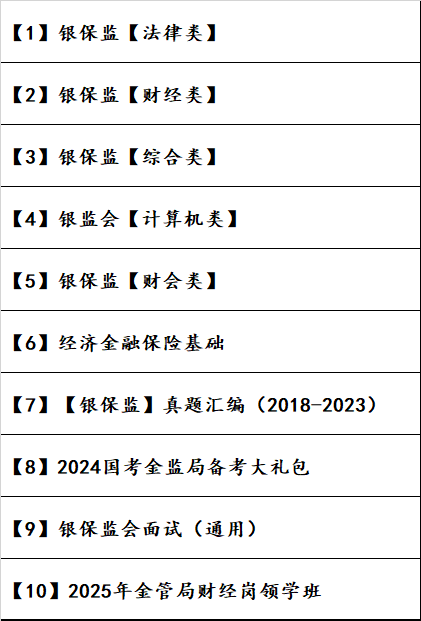 【1】银保监【法律类】
【2】银保监【财经类】
【3】银保监【综合类】
【4】银监会【计算机类】
【5】银保监【财会类】
【6】经济金融保险基础
【7】【银保监】真题汇编（2018-2023）
【8】2024国考金监局备考大礼包
【9】银保监会面试（通用）
【10】2025年金管局财经岗领学班